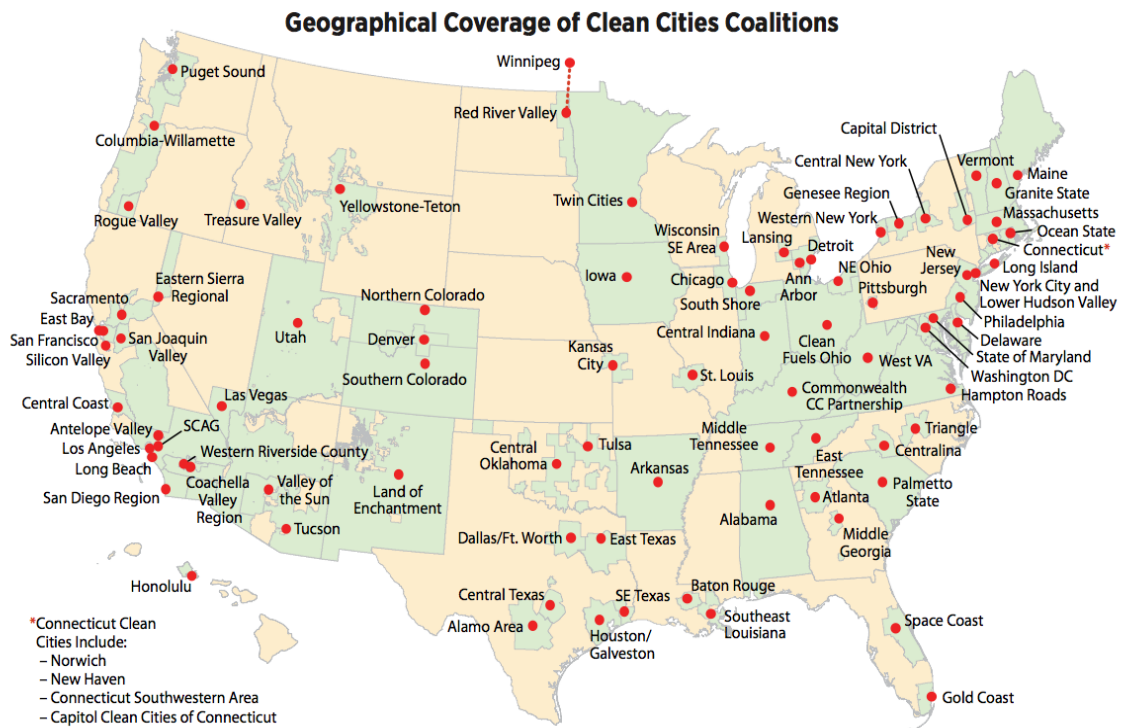 Geographical Coverage of Clean Cities Coalitions
Winnipeg
Puget Sound
Red River Valley
Columbia-Willamette
Capital District
Central New York
Vermont
Maine
Granite State
Genesee Region
Rogue Valley
Treasure Valley
Yellowstone-Teton
Twin Cities
Western New York
Massachusetts
Ocean State
Connecticut*
Wisconsin
SE Area
Lansing
Detroit
Ann
Arbor
NE Ohio
Pittsburgh
New
Jersey
Long Island
New York City and
Lower Hudson Valley
Philadelphia
Delaware
State of Maryland
Washington DC
Hampton Roads
Eastern Sierra
Regional
Sacramento
East Bay
San Francisco
Silicon Valley
San Joaquin
Valley
Utah
Northern Colorado
Denver
Southern Colorado
Iowa
Chicago
South Shore
Central Indiana
Clean
Fuels Ohio
West VA
Kansas
City
St. Louis
Commonwealth
CC Partnership
Central Coast
Las Vegas
Antelope Valley
SCAG
Los Angeles
Western Riverside County
Long Beach
Coachella
Valley
Region
San Diego Region
Valley of
the Sun
Tucson
Land of
Enchantment
Central
Oklahoma
Tulsa
Arkansas
Middle
Tennessee
East
Tennessee
Triangle
Centralina
Palmetto
State
Atlanta
Alabama
Middle
Georgia
Dallas/Ft. Worth
East Texas
Honolulu
Central Texas
Alamo Area
SE Texas
Houston/
Galveston
Baton Rouge
Southeast
Louisiana
Space Coast
Gold Coast
*Connecticut Clean
Cities Include:
– Norwich
– New Haven
– Connecticut Southwestern Area
– Capitol Clean Cities of Connecticut